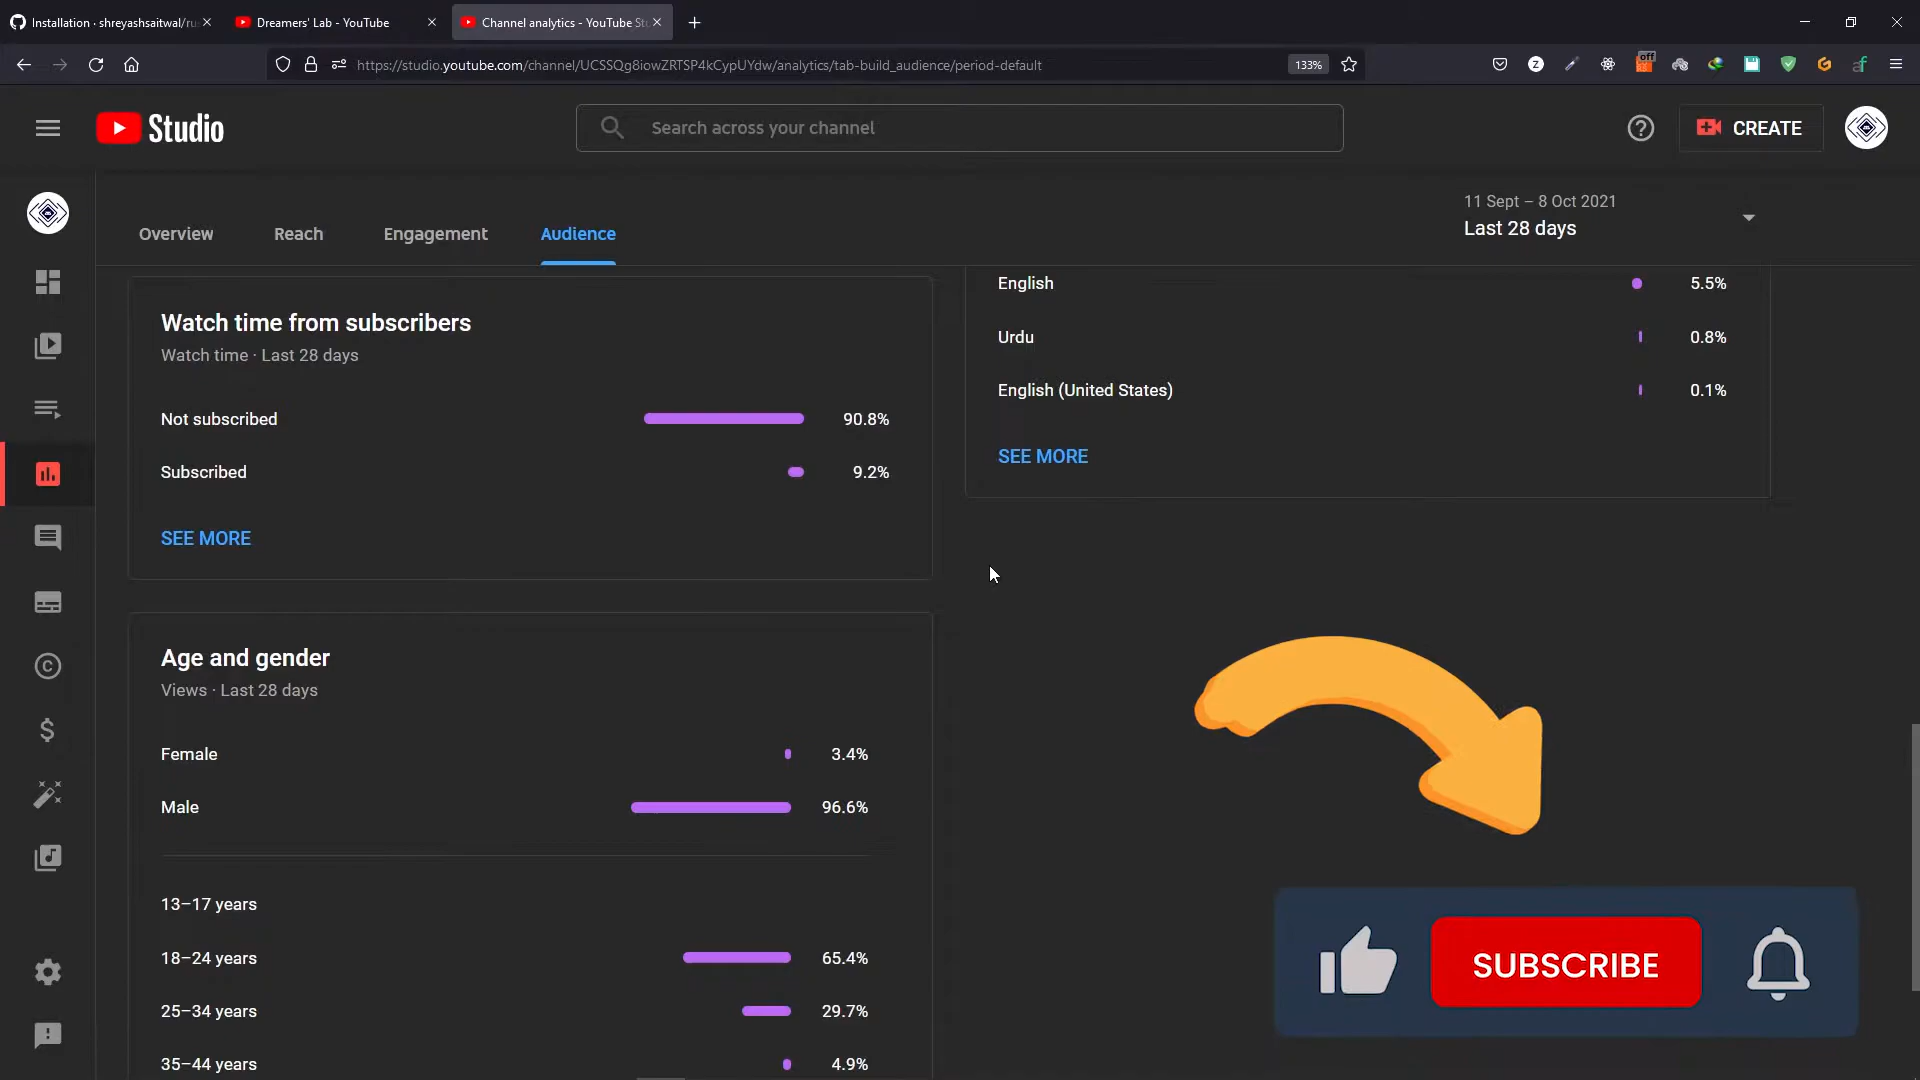 Installation · shreyashsaitwal/ru
Dreamers' Lab - YouTube
Channel analytics - YouTube St
https://studio.youtube.com/channel/UCSSQg8iowZRTSP4kCypUYdw/analytics/tab-build_audience/period-default
133%
Z
off
Studio
Search across your channel
CREATE
Overview
Reach
Engagement
Audience
11 Sept – 8 Oct 2021
Last 28 days
Watch time from subscribers
Watch time · Last 28 days
Not subscribed
90.8%
Subscribed
9.2%
SEE MORE
English
5.5%
Urdu
0.8%
English (United States)
0.1%
SEE MORE
Age and gender
Views · Last 28 days
Female
3.4%
Male
96.6%
13–17 years
18–24 years
65.4%
25–34 years
29.7%
35–44 years
4.9%
SUBSCRIBE